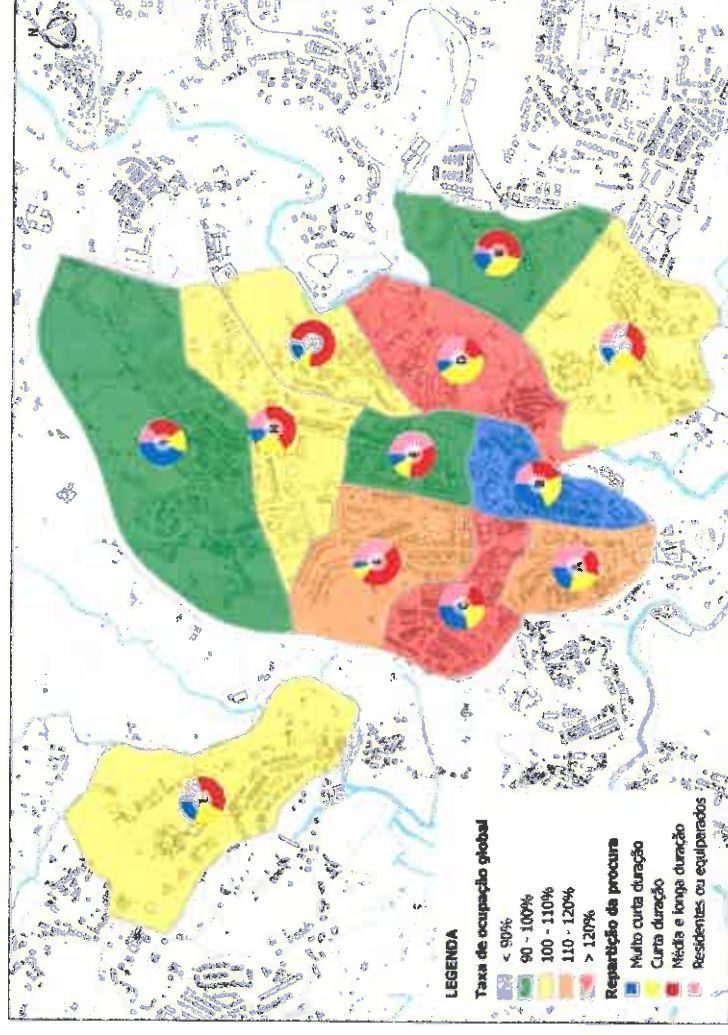 N
LEGENDA
Taxa de ocupação global
< 90%
90 - 100%
100 - 110%
110 - 120%
> 120%
Repartição da procura
Muito curta duração
Curta duração
Média e longa duração
Residentes ou equiparados
H
D
C
B
A
L